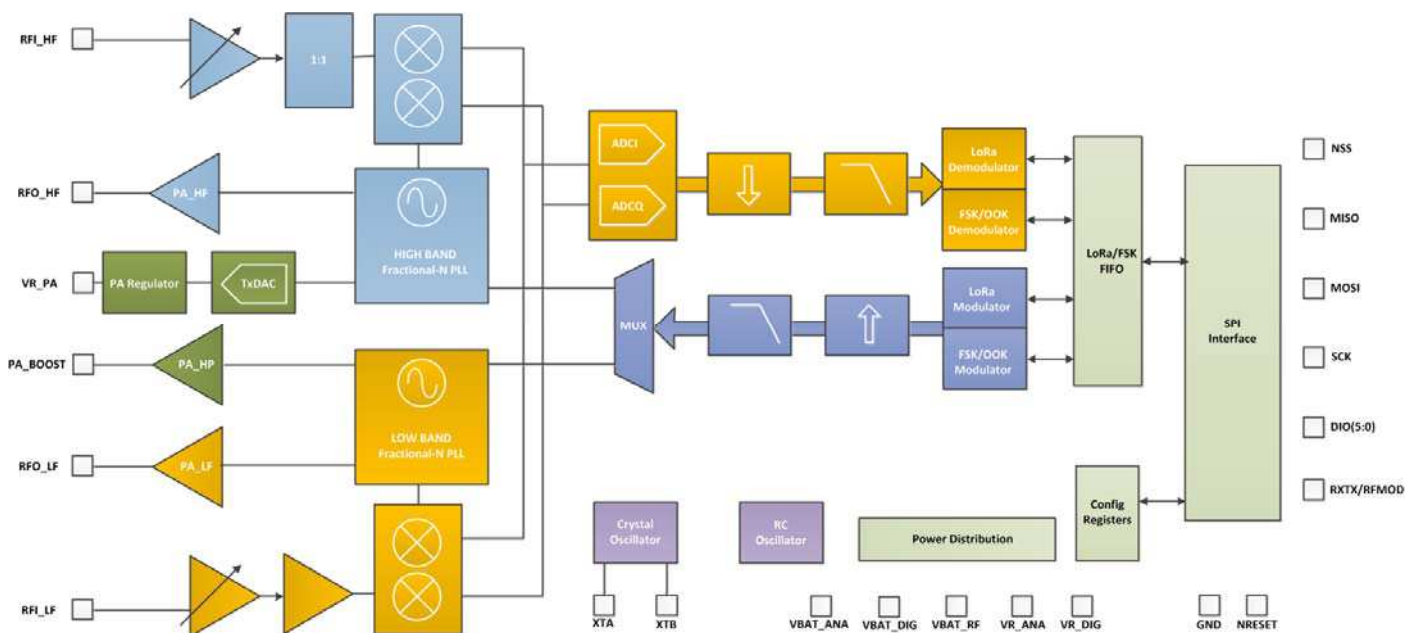 RFI_HF
1:1
ADCI
ADCQ
LoRa
Demodulator
FSK/OOK
Demodulator
NSS
MISO
RFO_HF
PA_HF
HIGH BAND
Fractional-N PLL
LoRa/FSK
FIFO
VR_PA
PA Regulator
TxDAC
MUX
LoRa
Modulator
FSK/OOK
Modulator
MOSI
SPI
Interface
PA_BOOST
PA_HP
SCK
LOW BAND
Fractional-N PLL
DIO(5:0)
RFO_LF
PA_LF
RXTX/RFMOD
Crystal
Oscillator
RC
Oscillator
Power Distribution
Config
Registers
RFI_LF
XTA
XTB
VBAT_ANA
VBAT_DIG
VBAT_RF
VR_ANA
VR_DIG
GND
NRESET